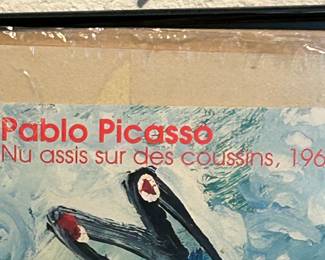 Pablo Picasso
Nu assis sur des coussins, 196